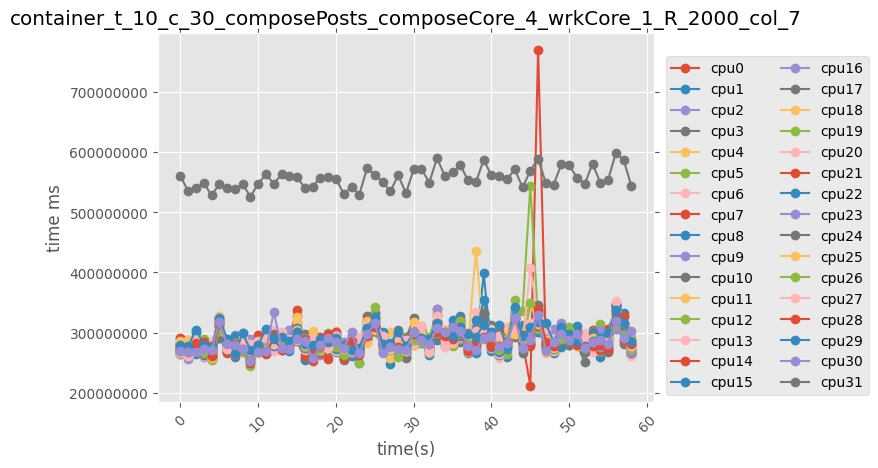 container_t_10_c_30_composePosts_composeCore_4_wrkCore_1_R_2000_col_7
700000000
600000000
500000000
400000000
300000000
200000000
time ms
0
10
20
30
40
50
60
time(s)
cpu0
cpu1
cpu2
cpu3
cpu4
cpu5
cpu6
cpu7
cpu8
cpu9
cpu10
cpu11
cpu12
cpu13
cpu14
cpu15
cpu16
cpu17
cpu18
cpu19
cpu20
cpu21
cpu22
cpu23
cpu24
cpu25
cpu26
cpu27
cpu28
cpu29
cpu30
cpu31